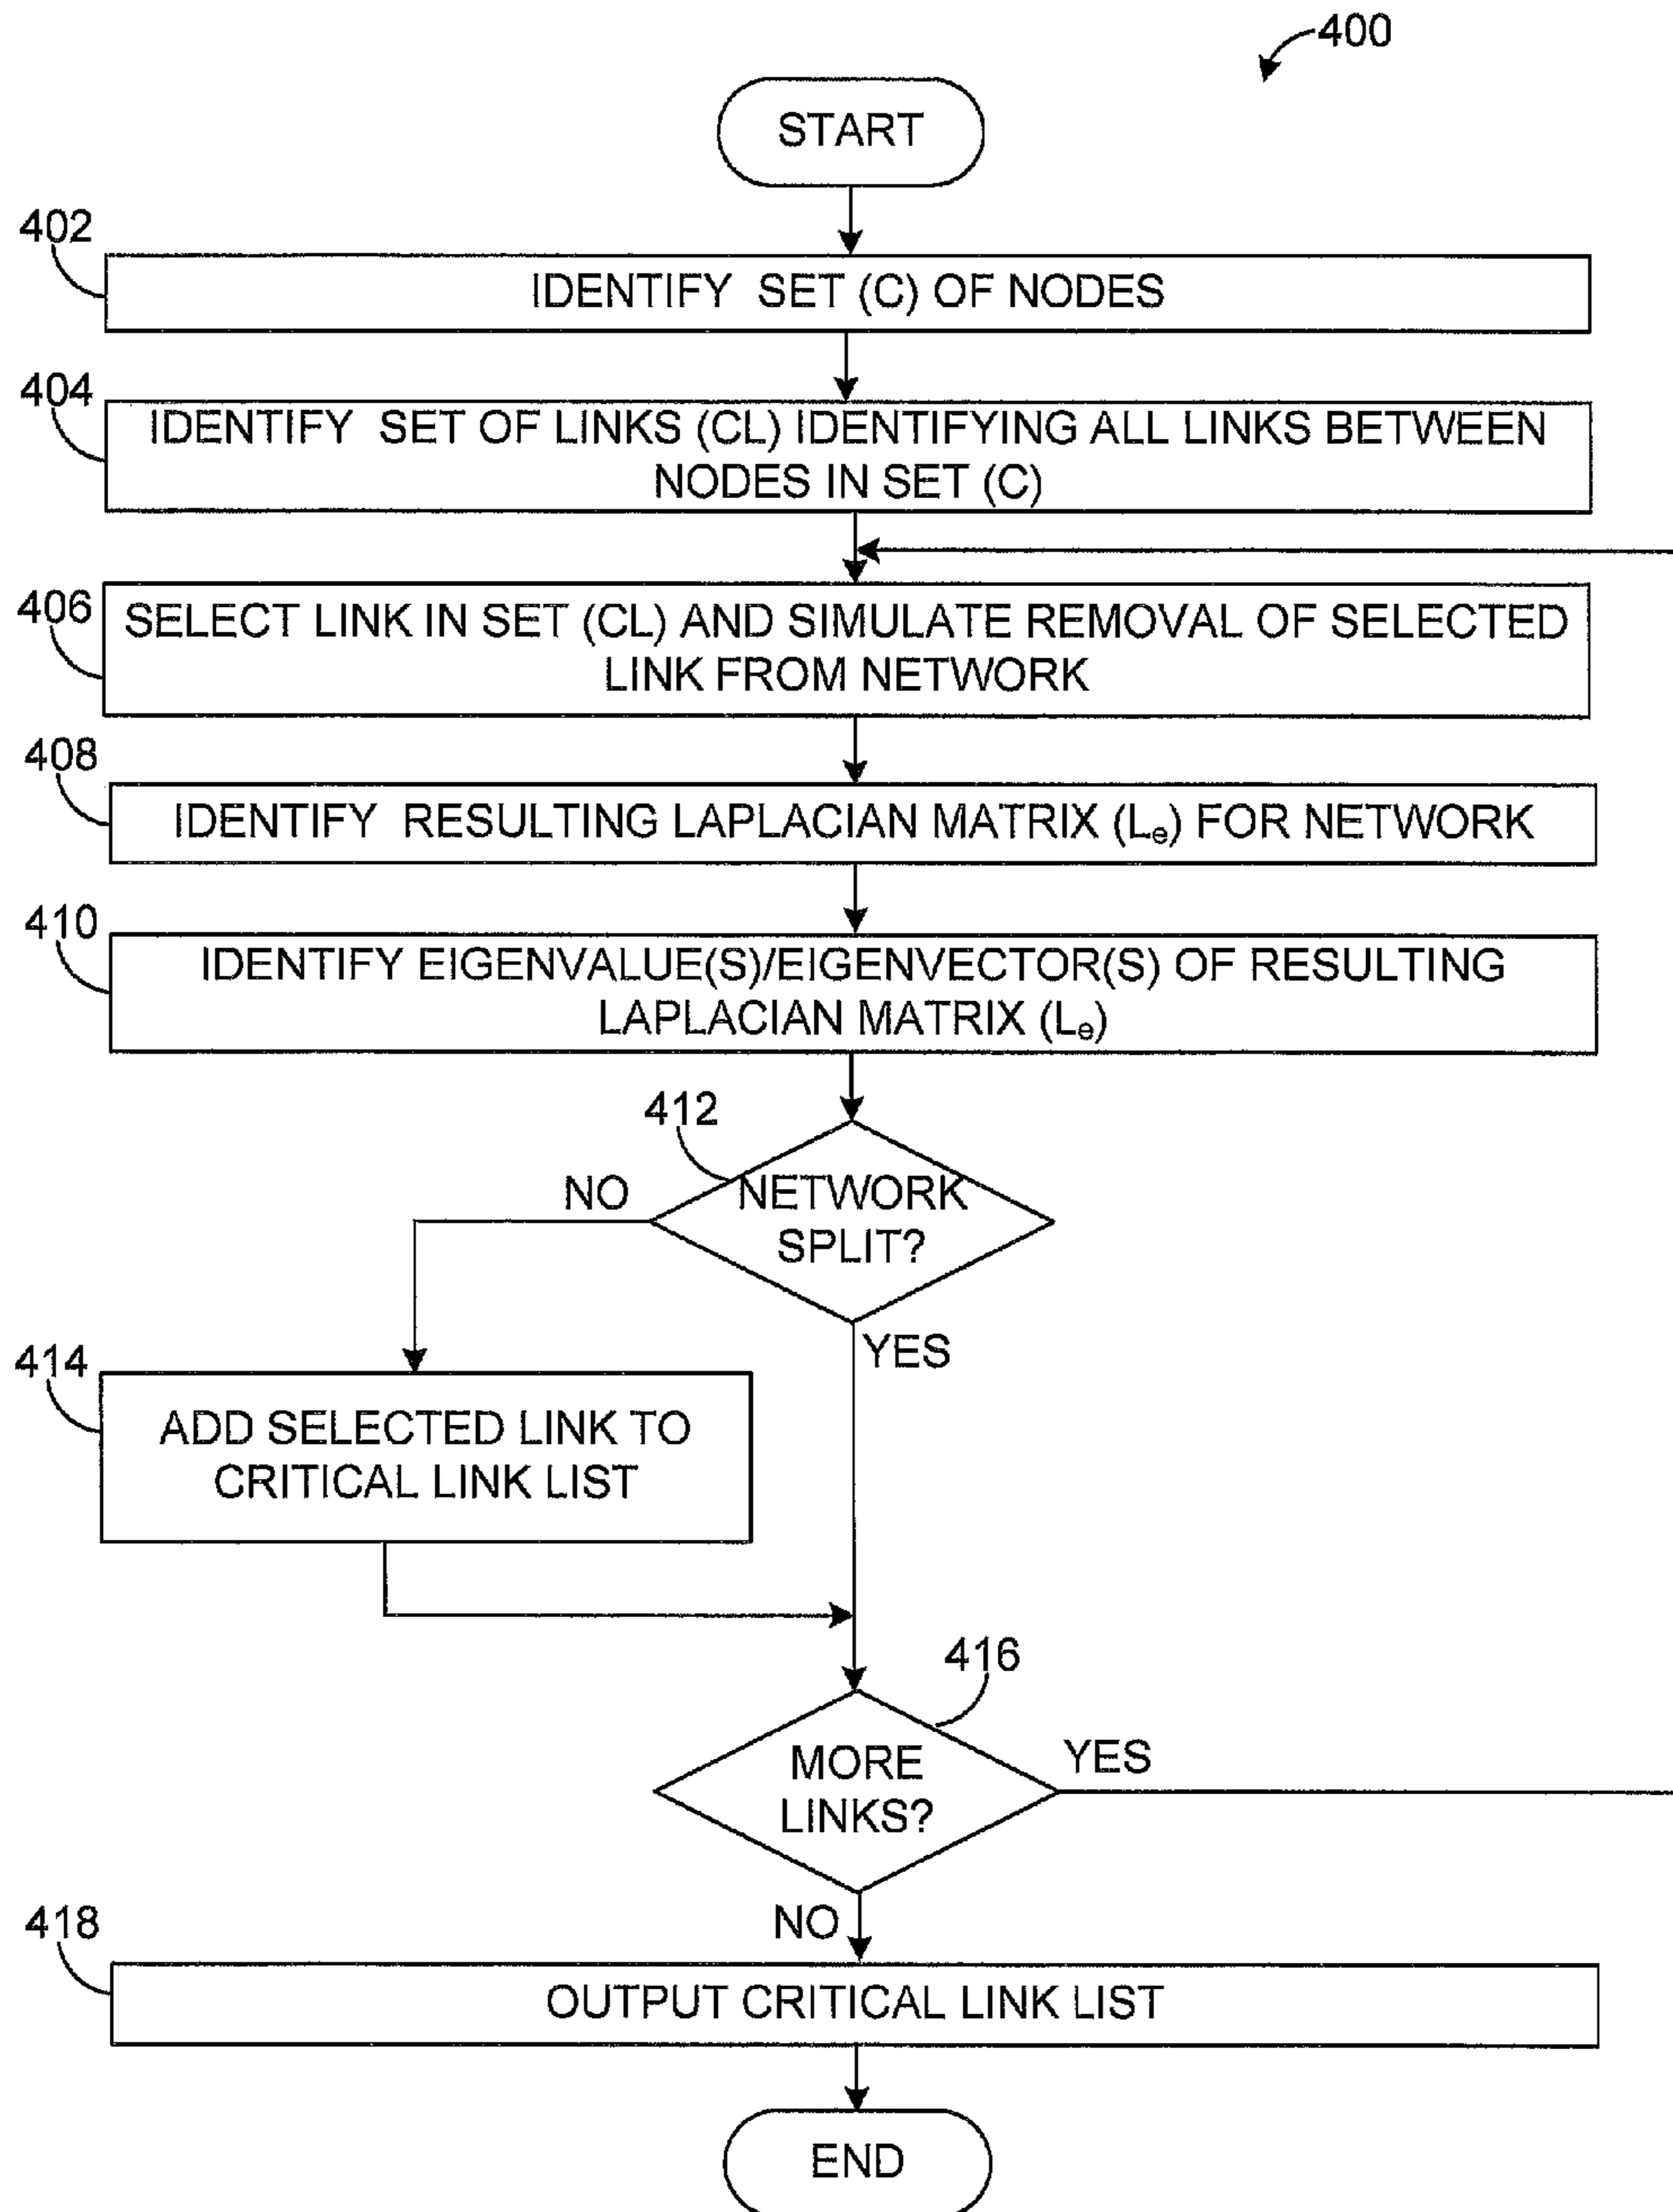 400
START
402
IDENTIFY SET (C) OF NODES
404
IDENTIFY SET OF LINKS (CL) IDENTIFYING ALL LINKS BETWEEN
NODES IN SET (C)
406
SELECT LINK IN SET (CL) AND SIMULATE REMOVAL OF SELECTED
LINK FROM NETWORK
408
IDENTIFY RESULTING LAPLACIAN MATRIX (Le) FOR NETWORK
410
IDENTIFY EIGENVALUE(S)/EIGENVECTOR(S) OF RESULTING
LAPLACIAN MATRIX (Le)
412
NO
NETWORK
SPLIT?
YES
414
ADD SELECTED LINK TO
CRITICAL LINK LIST
416
MORE
LINKS?
YES
NO
418
OUTPUT CRITICAL LINK LIST
END